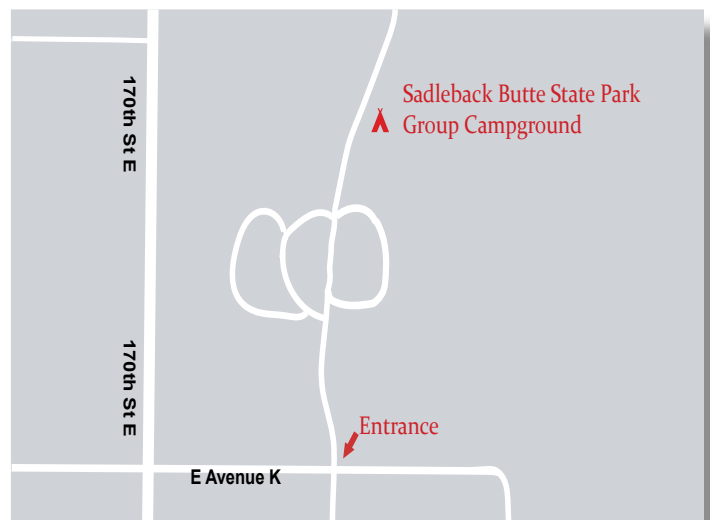 170th St E
Sadleback Butte State Park
Group Campground
170th St E
Entrance
E Avenue K